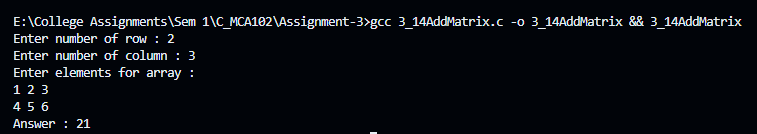 E:\College Assignments\Sem 1\C_MCA102\Assignment-3>gcc 3_14AddMatrix.c -o 3_14AddMatrix && 3_14AddMatrix
Enter number of row : 2
Enter number of column : 3
Enter elements for array :
1 2 3
4 5 6
Answer : 21